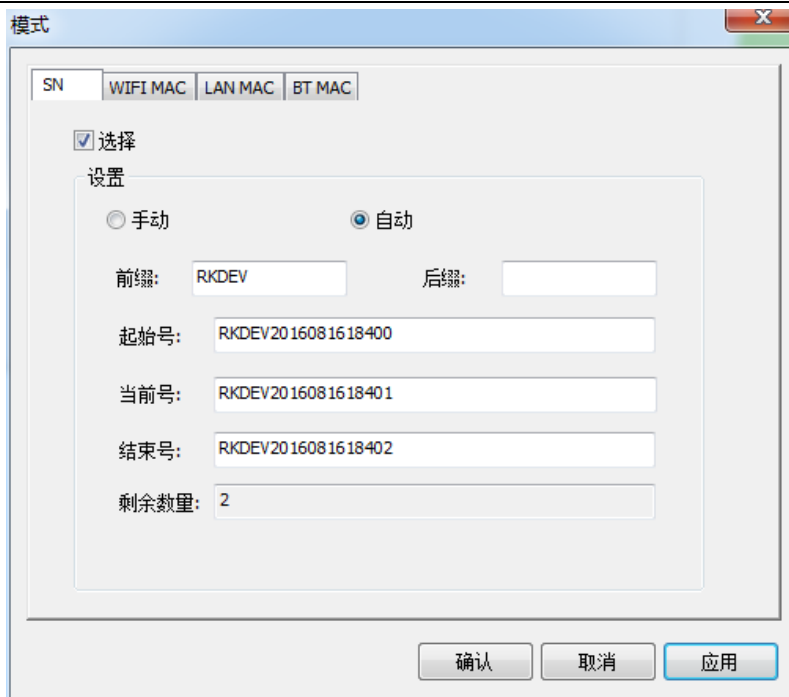 模式
SN WIFI MAC LAN MAC BT MAC
选择
设置
手动 自动
前缀: RKDEV 后缀:
起始号: RKDEV2016081618400
当前号: RKDEV2016081618401
结束号: RKDEV2016081618402
剩余数量: 2
确认 取消 应用